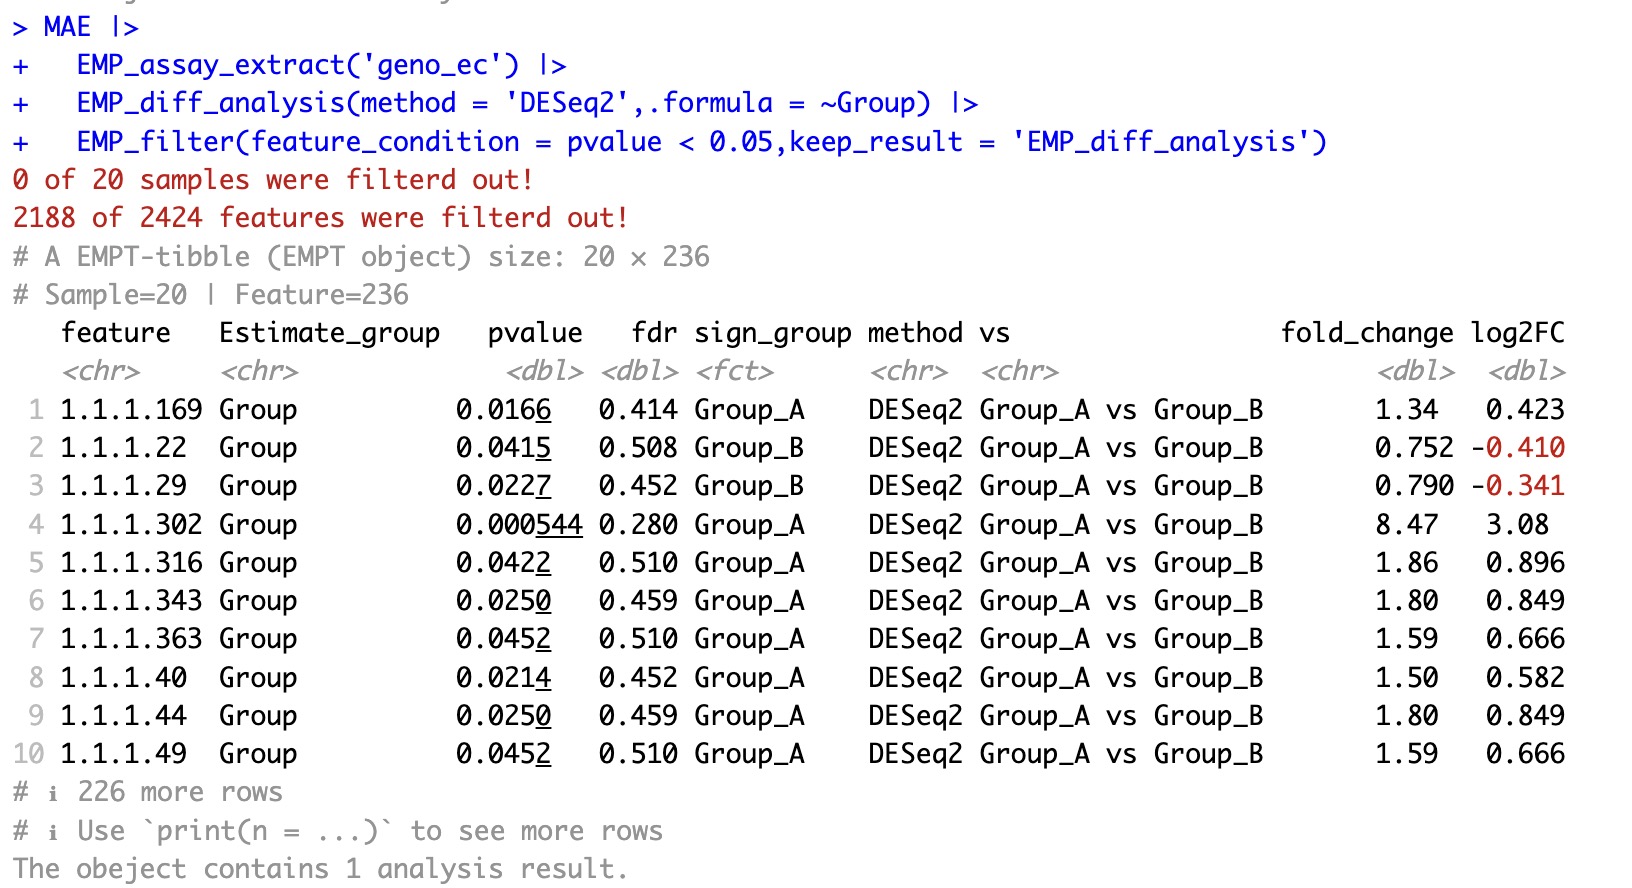 > MAE |>
+   EMP_assay_extract('geno_ec') |>
+   EMP_diff_analysis(method = 'DESeq2',.formula = ~Group) |>
+   EMP_filter(feature_condition = pvalue < 0.05,keep_result = 'EMP_diff_analysis')
0 of 20 samples were filterd out!
2188 of 2424 features were filterd out!
# A EMPT-tibble (EMPT object) size: 20 × 236
# Sample=20 | Feature=236
   feature   Estimate_group   pvalue   fdr sign_group method vs                 fold_change log2FC
   <chr>     <chr>             <dbl> <dbl> <fct>      <chr>  <chr>                    <dbl>  <dbl>
 1 1.1.1.169 Group          0.0166   0.414 Group_A    DESeq2 Group_A vs Group_B       1.34   0.423
 2 1.1.1.22  Group          0.0415   0.508 Group_B    DESeq2 Group_A vs Group_B       0.752 -0.410
 3 1.1.1.29  Group          0.0227   0.452 Group_B    DESeq2 Group_A vs Group_B       0.790 -0.341
 4 1.1.1.302 Group          0.000544 0.280 Group_A    DESeq2 Group_A vs Group_B       8.47   3.08
 5 1.1.1.316 Group          0.0422   0.510 Group_A    DESeq2 Group_A vs Group_B       1.86   0.896
 6 1.1.1.343 Group          0.0250   0.459 Group_A    DESeq2 Group_A vs Group_B       1.80   0.849
 7 1.1.1.363 Group          0.0452   0.510 Group_A    DESeq2 Group_A vs Group_B       1.59   0.666
 8 1.1.1.40  Group          0.0214   0.452 Group_A    DESeq2 Group_A vs Group_B       1.50   0.582
 9 1.1.1.44  Group          0.0250   0.459 Group_A    DESeq2 Group_A vs Group_B       1.80   0.849
10 1.1.1.49  Group          0.0452   0.510 Group_A    DESeq2 Group_A vs Group_B       1.59   0.666
# ℹ 226 more rows
# ℹ Use `print(n = ...)` to see more rows
The obeject contains 1 analysis result.